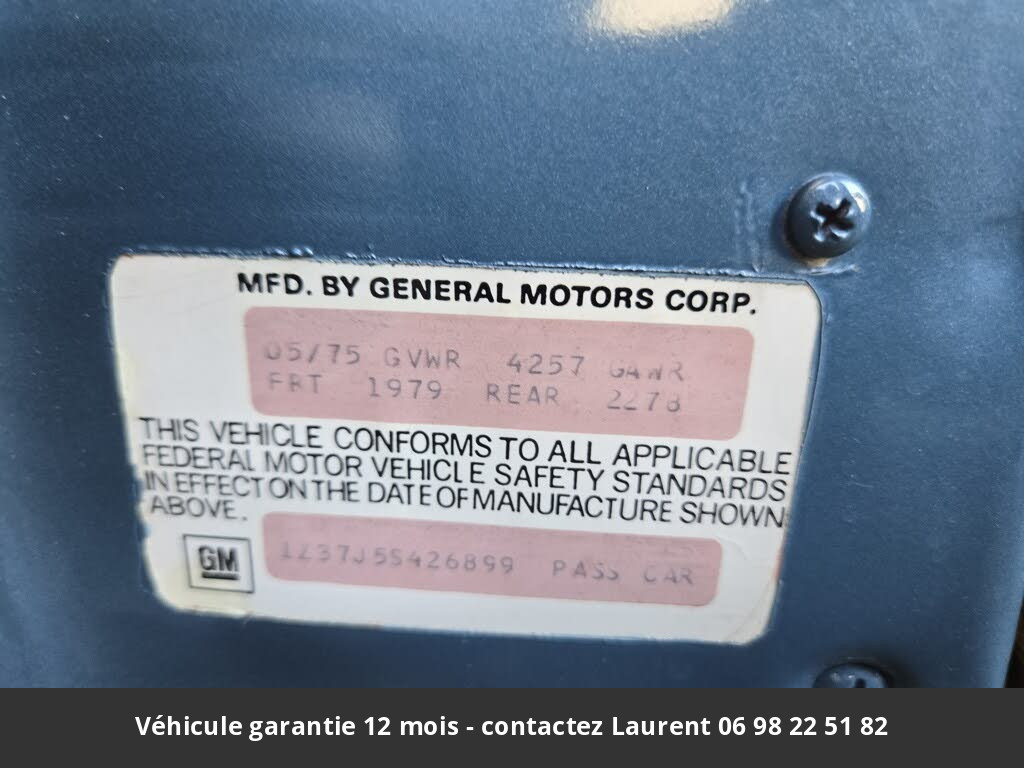 MFD. BY GENERAL MOTORS CORP.
05/75 GVWR 4257 GAWR
FRT 1979 REAR 2278
THIS VEHICLE CONFORMS TO ALL APPLICABLE
FEDERAL MOTOR VEHICLE SAFETY STANDARDS
IN EFFECT ON THE DATE OF MANUFACTURE SHOWN
ABOVE.
GM
1Z37J5S426899 PASS CAR
Véhicule garantie 12 mois - contactez Laurent 06 98 22 51 82